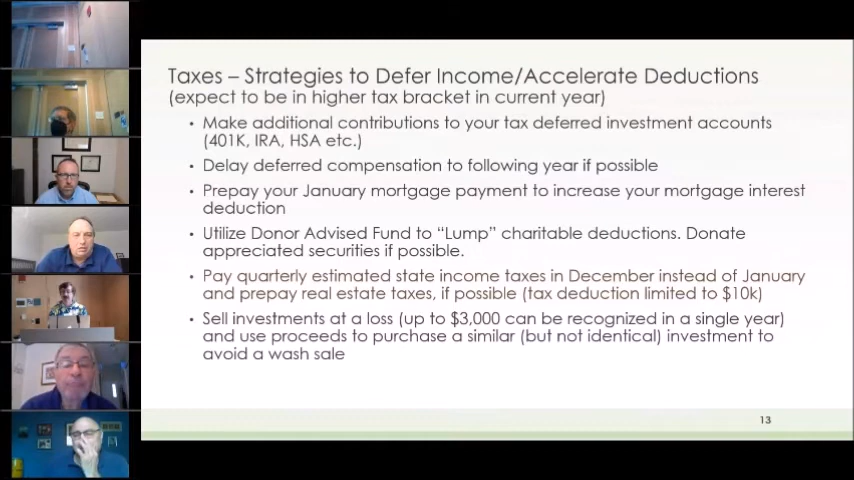 Taxes – Strategies to Defer Income/Accelerate Deductions
(expect to be in higher tax bracket in current year)
• Make additional contributions to your tax deferred investment accounts
(401K, IRA, HSA etc.)
• Delay deferred compensation to following year if possible
• Prepay your January mortgage payment to increase your mortgage interest
deduction
• Utilize Donor Advised Fund to “Lump” charitable deductions. Donate
appreciated securities if possible.
• Pay quarterly estimated state income taxes in December instead of January
and prepay real estate taxes, if possible (tax deduction limited to $10k)
• Sell investments at a loss (up to $3,000 can be recognized in a single year)
and use proceeds to purchase a similar (but not identical) investment to
avoid a wash sale
13